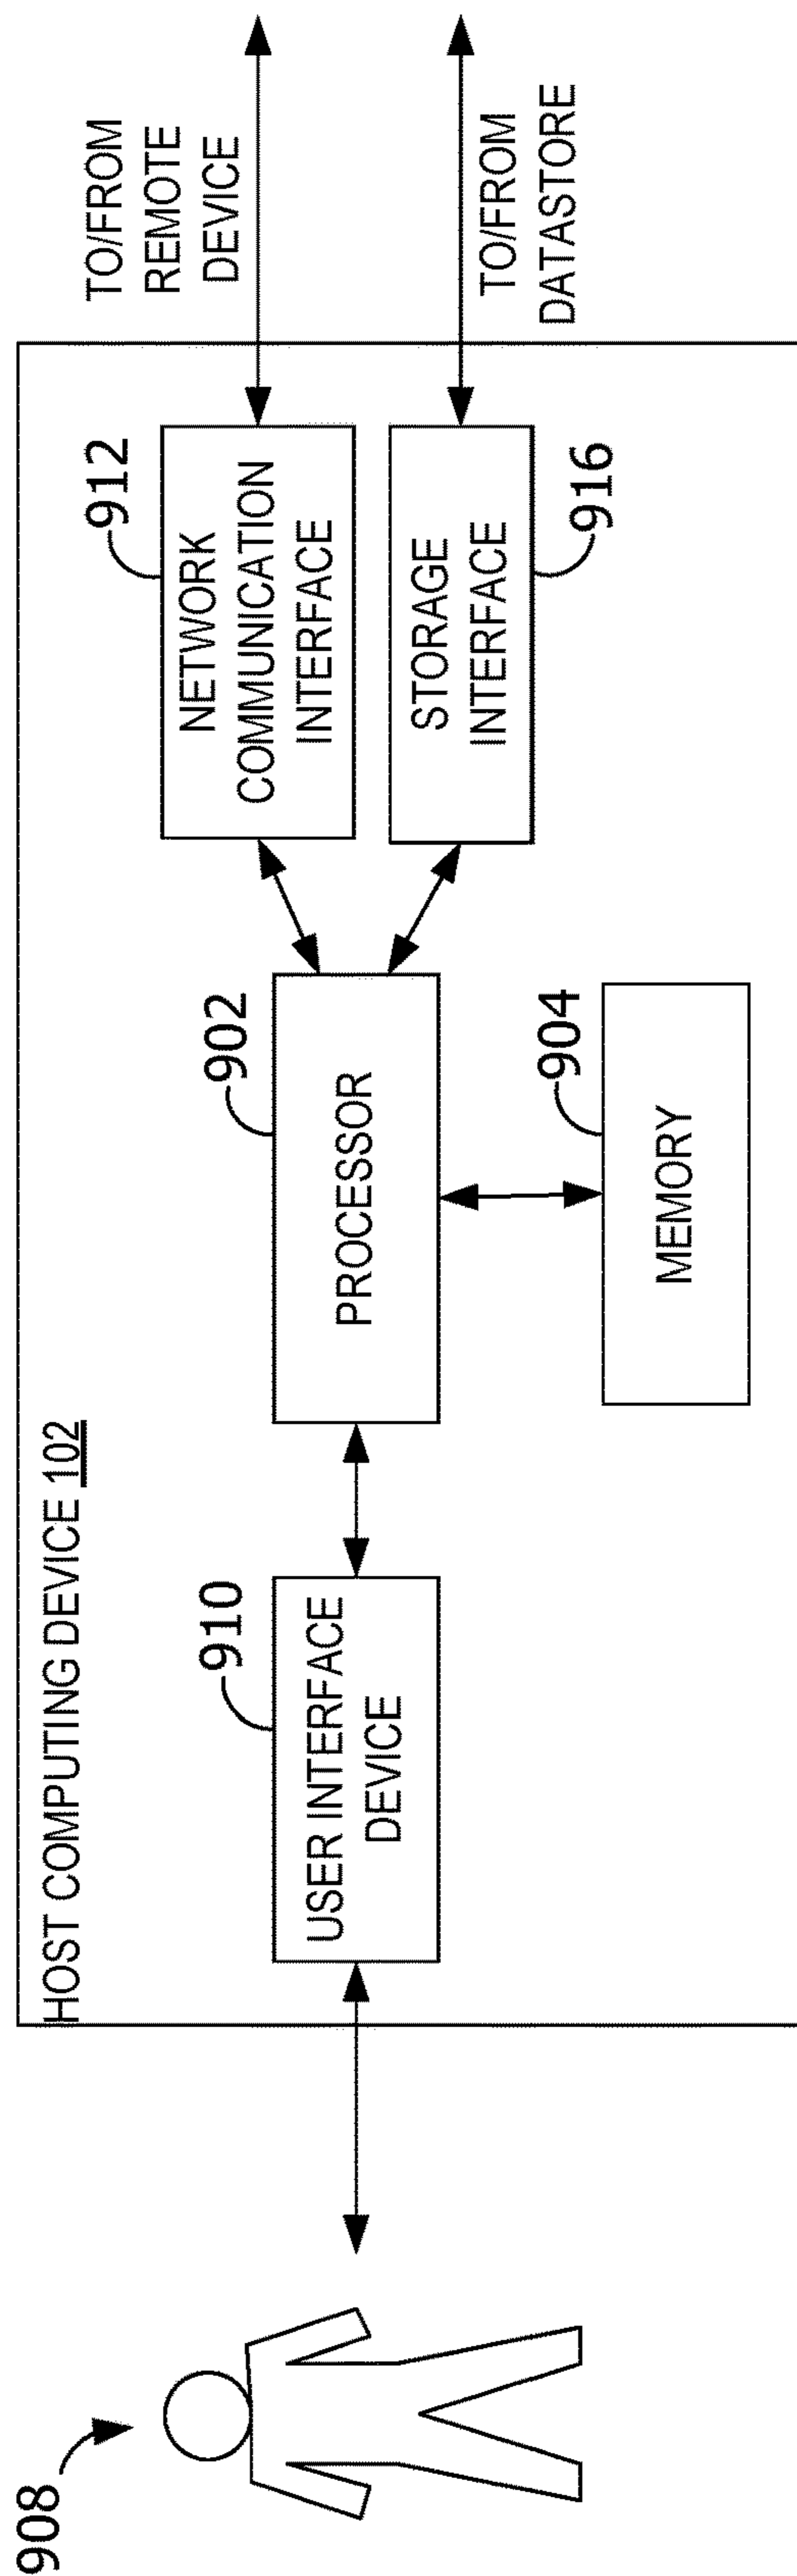 HOST COMPUTING DEVICE 102
908
910
USER INTERFACE
DEVICE
902
PROCESSOR
904
MEMORY
912
NETWORK
COMMUNICATION
INTERFACE
916
STORAGE
INTERFACE
TO/FROM
REMOTE
DEVICE
TO/FROM
DATASTORE